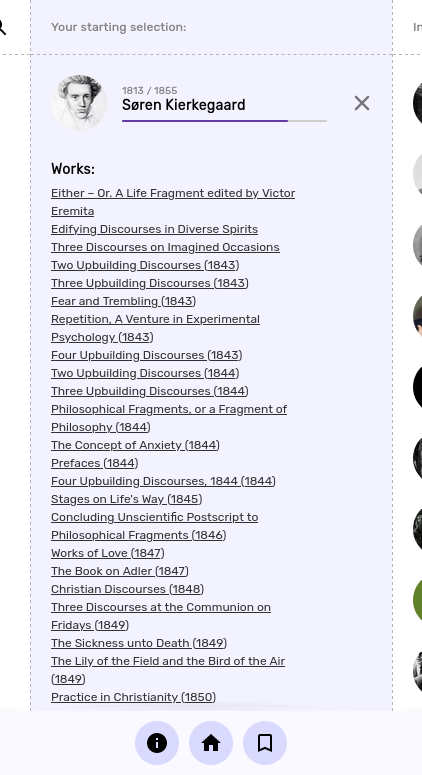 Your starting selection:
In
1813 / 1855
Søren Kierkegaard
Works:
Either – Or. A Life Fragment edited by Victor
Eremita
Edifying Discourses in Diverse Spirits
Three Discourses on Imagined Occasions
Two Upbuilding Discourses (1843)
Three Upbuilding Discourses (1843)
Fear and Trembling (1843)
Repetition, A Venture in Experimental
Psychology (1843)
Four Upbuilding Discourses (1843)
Two Upbuilding Discourses (1844)
Three Upbuilding Discourses (1844)
Philosophical Fragments, or a Fragment of
Philosophy (1844)
The Concept of Anxiety (1844)
Prefaces (1844)
Four Upbuilding Discourses, 1844 (1844)
Stages on Life's Way (1845)
Concluding Unscientific Postscript to
Philosophical Fragments (1846)
Works of Love (1847)
The Book on Adler (1847)
Christian Discourses (1848)
Three Discourses at the Communion on
Fridays (1849)
The Sickness unto Death (1849)
The Lily of the Field and the Bird of the Air
(1849)
Practice in Christianity (1850)